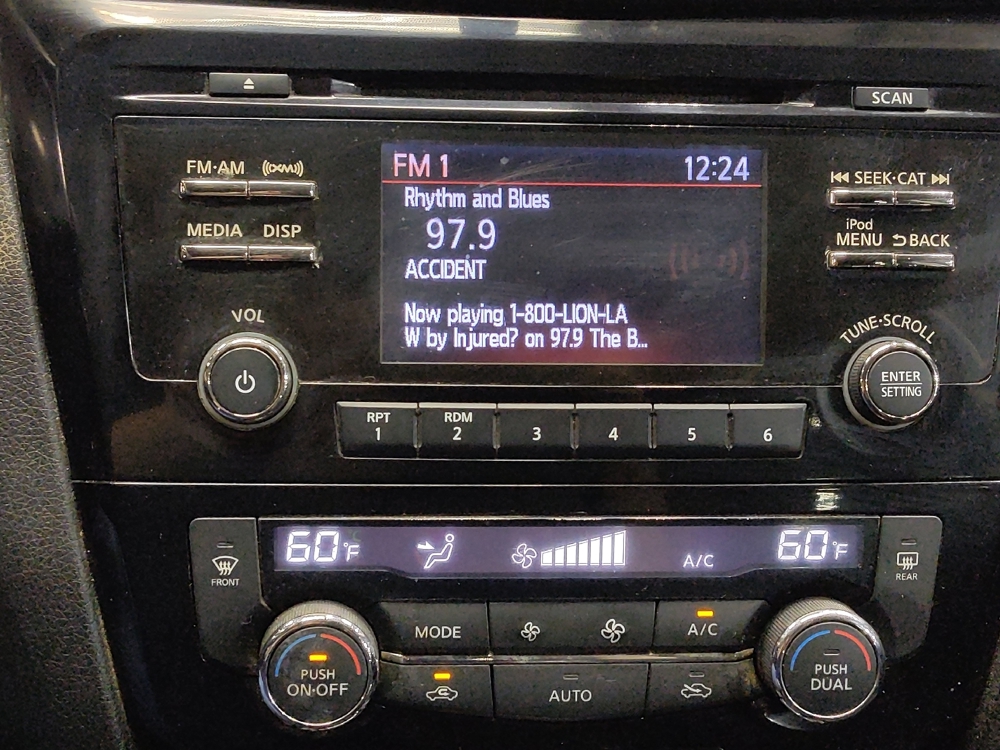 SCAN
FM·AM ((XM))
SEEK·CAT
FM 1 12:24
Rhythm and Blues
97.9
ACCIDENT
Now playing 1-800-LION-LA
W by Injured? on 97.9 The B...
MEDIA DISP
iPod
MENU BACK
VOL
TUNE·SCROLL
ENTER
SETTING
RPT
1
RDM
2
3
4
5
6
60°F
A/C
60°F
FRONT
REAR
MODE
A/C
PUSH
ON·OFF
AUTO
PUSH
DUAL